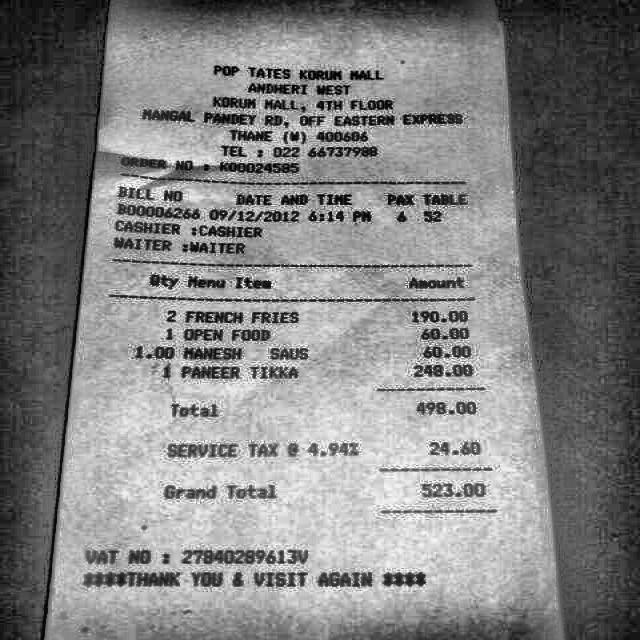 POP TATES KORUM MALL
ANDHERI WEST
KORUM MALL, 4TH FLOOR
MANGAL PANDEY RD, OFF EASTERN EXPRESS
THANE (W) 400606
TEL : 022 66737988
ORDER NO : K00024585
BILL NO DATE AND TIME PAX TABLE
B00006266 09/12/2012 6:14 PM 6 52
CASHIER :CASHIER
WAITER :WAITER
Qty Menu Item Amount
2 FRENCH FRIES 190.00
1 OPEN FOOD 60.00
1.00 MANESH SAUS 60.00
1 PANEER TIKKA 248.00
Total 498.00
SERVICE TAX @ 4.94% 24.60
Grand Total 523.00
VAT NO : 27840289613V
****THANK YOU & VISIT AGAIN ****